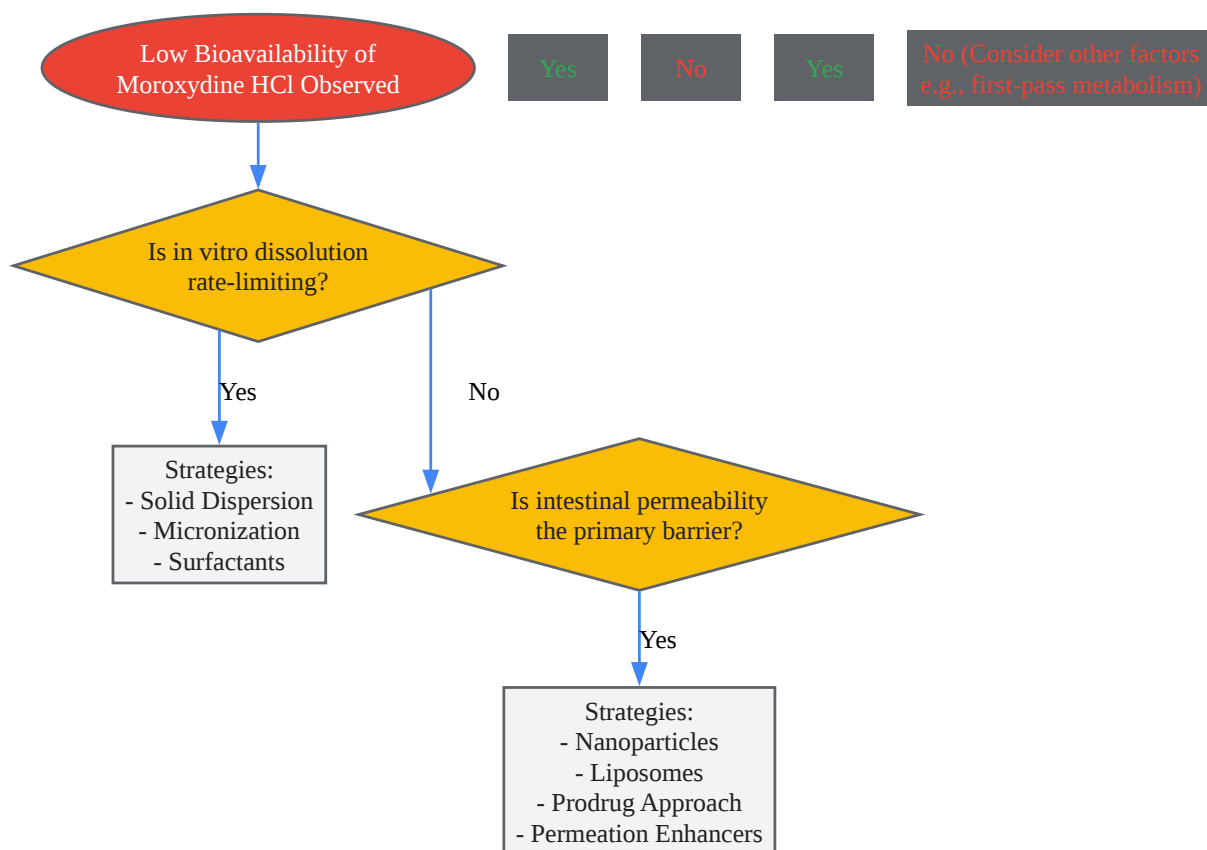 Low Bioavailability of
Moroxydine HCl Observed
Yes
No
Yes
No (Consider other factors
e.g., first-pass metabolism)
Is in vitro dissolution
rate-limiting?
Yes
No
Strategies:
- Solid Dispersion
- Micronization
- Surfactants
Is intestinal permeability
the primary barrier?
Yes
Strategies:
- Nanoparticles
- Liposomes
- Prodrug Approach
- Permeation Enhancers